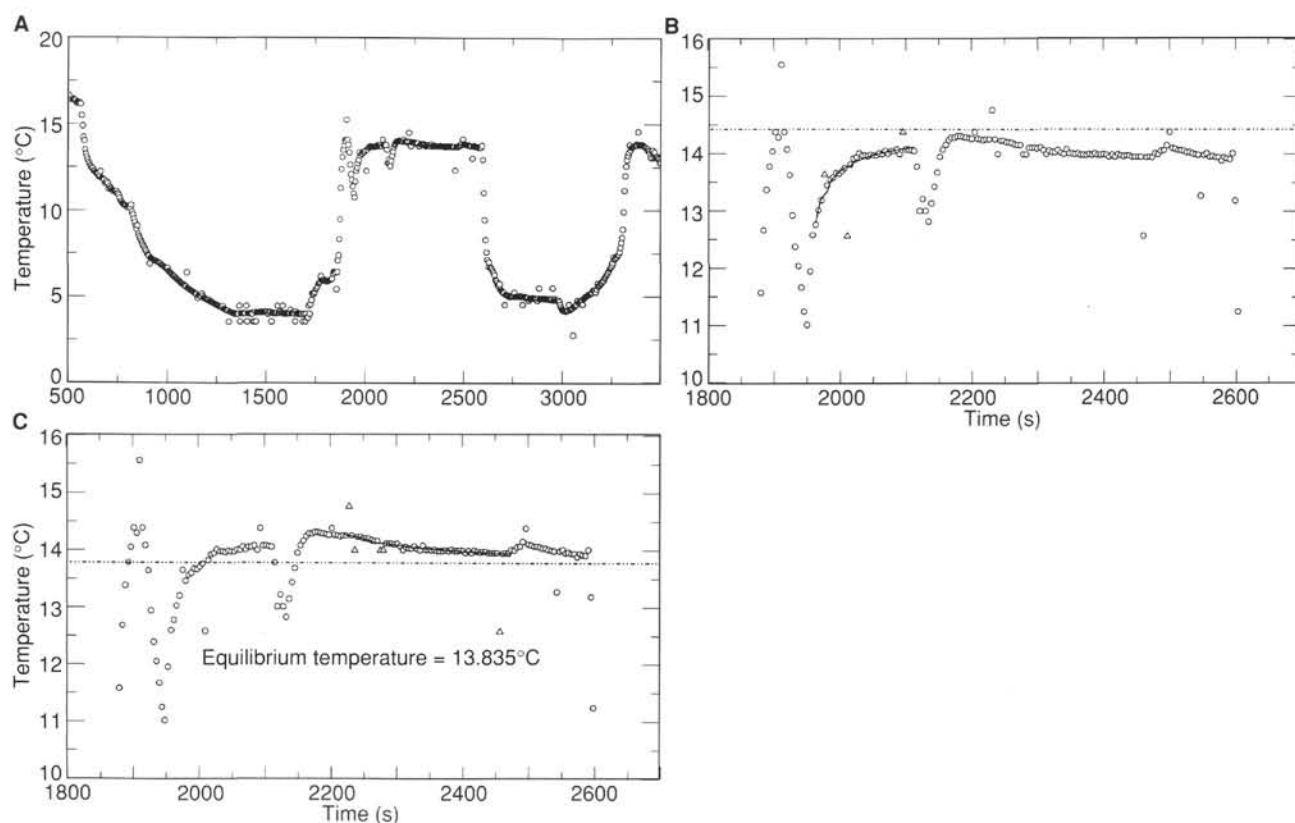 A
20
15
10
5
0
Temperature (°C)
500 1000 1500 2000 2500 3000
B
16
15
14
13
12
11
10
1800 2000 2200 2400 2600
Time (s)
C
16
15
14
13
12
11
10
Temperature (°C)
Equilibrium temperature = 13.835°C
1800 2000 2200 2400 2600
Time (s)